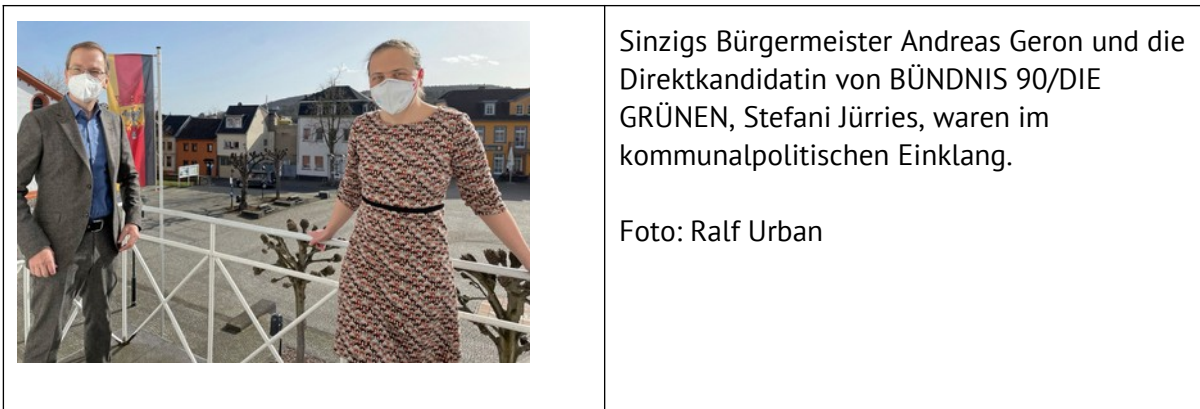 Sinzigs Bürgermeister Andreas Geron und die
Direktkandidatin von BÜNDNIS 90/DIE
GRÜNEN, Stefani Jürries, waren im
kommunalpolitischen Einklang.
Foto: Ralf Urban